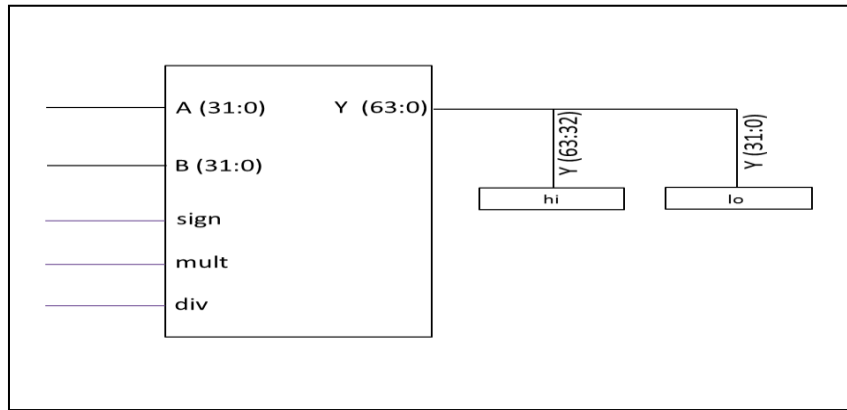 A (31:0)
Y (63:0)
B (31:0)
sign
mult
div
Y (63:32)
Y (31:0)
hi
lo